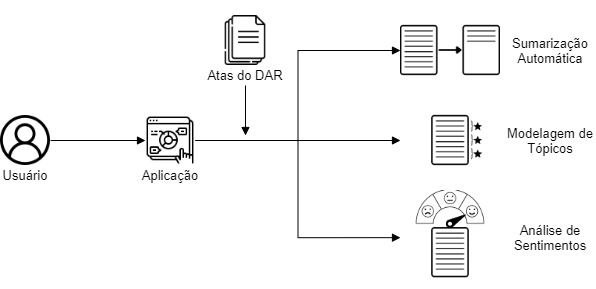 Atas do DAR
Sumarização
Automática
Usuário
Aplicação
Modelagem de
Tópicos
Análise de
Sentimentos